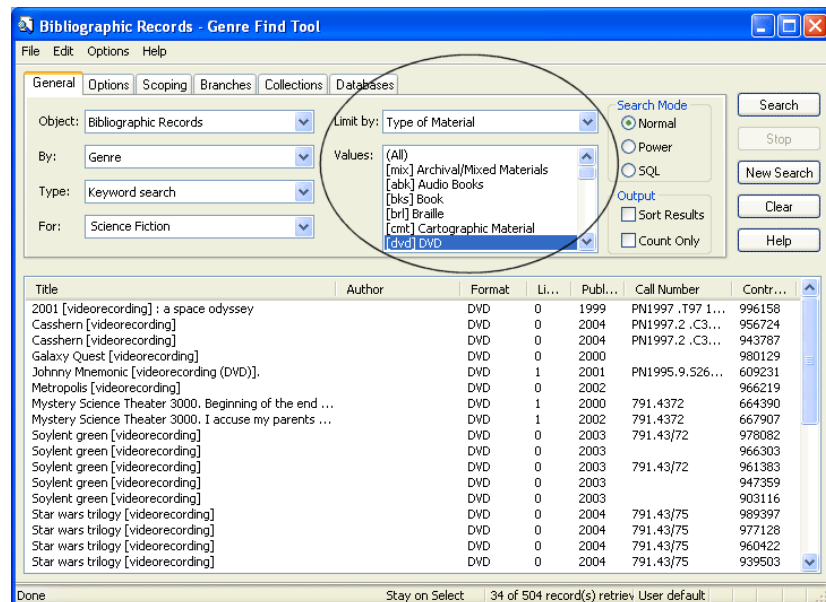 Bibliographic Records - Genre Find Tool
File Edit Options Help
General Options Scoping Branches Collections Databases
Object: Bibliographic Records
By: Genre
Type: Keyword search
For: Science Fiction
Limit by: Type of Material
Values: (All)
[mix] Archival/Mixed Materials
[abk] Audio Books
[bks] Book
[brl] Braille
[cmt] Cartographic Material
[dvd] DVD
Search Mode
Normal
Power
SQL
Output
Sort Results
Count Only
Search
Stop
New Search
Clear
Help
Title Author Format Li... Publ... Call Number Contr...
2001 [videorecording] : a space odyssey DVD 0 1999 PN1997 .T97 1... 996158
Casshern [videorecording] DVD 0 2004 PN1997.2 .C3... 956724
Casshern [videorecording] DVD 0 2004 PN1997.2 .C3... 943787
Galaxy Quest [videorecording] DVD 0 2000 980129
Johnny Mnemonic [videorecording (DVD)]. DVD 1 2001 PN1995.9.S26... 609231
Metropolis [videorecording] DVD 0 2002 966219
Mystery Science Theater 3000. Beginning of the end ... DVD 1 2000 791.4372 664390
Mystery Science Theater 3000. I accuse my parents ... DVD 1 2002 791.4372 667907
Soylent green [videorecording] DVD 0 2003 791.43/72 978082
Soylent green [videorecording] DVD 0 2003 966303
Soylent green [videorecording] DVD 0 2003 791.43/72 961383
Soylent green [videorecording] DVD 0 2003 947359
Soylent green [videorecording] DVD 0 2003 903116
Star wars trilogy [videorecording] DVD 0 2004 791.43/75 989397
Star wars trilogy [videorecording] DVD 0 2004 791.43/75 977128
Star wars trilogy [videorecording] DVD 0 2004 791.43/75 960422
Star wars trilogy [videorecording] DVD 0 2004 791.43/75 939503
Done Stay on Select 34 of 504 record(s) retriev User default